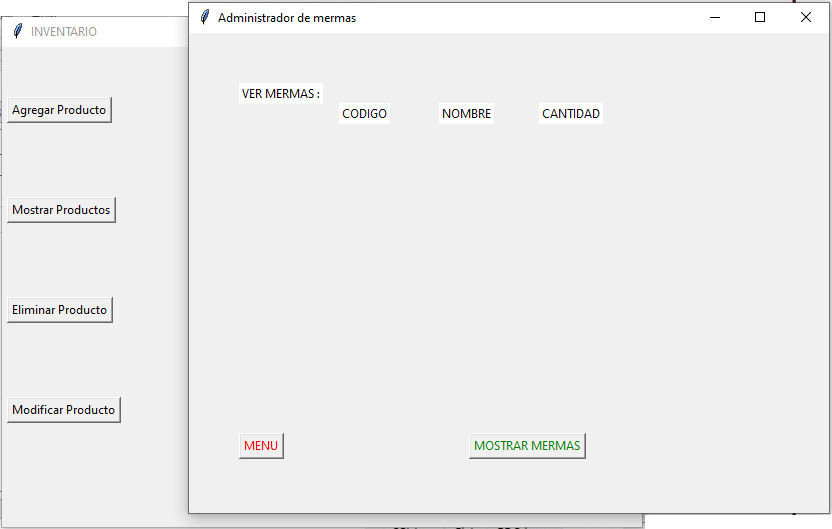 INVENTARIO
Agregar Producto
Mostrar Productos
Eliminar Producto
Modificar Producto
Administrador de mermas
VER MERMAS :
CODIGO NOMBRE CANTIDAD
MENU MOSTRAR MERMAS